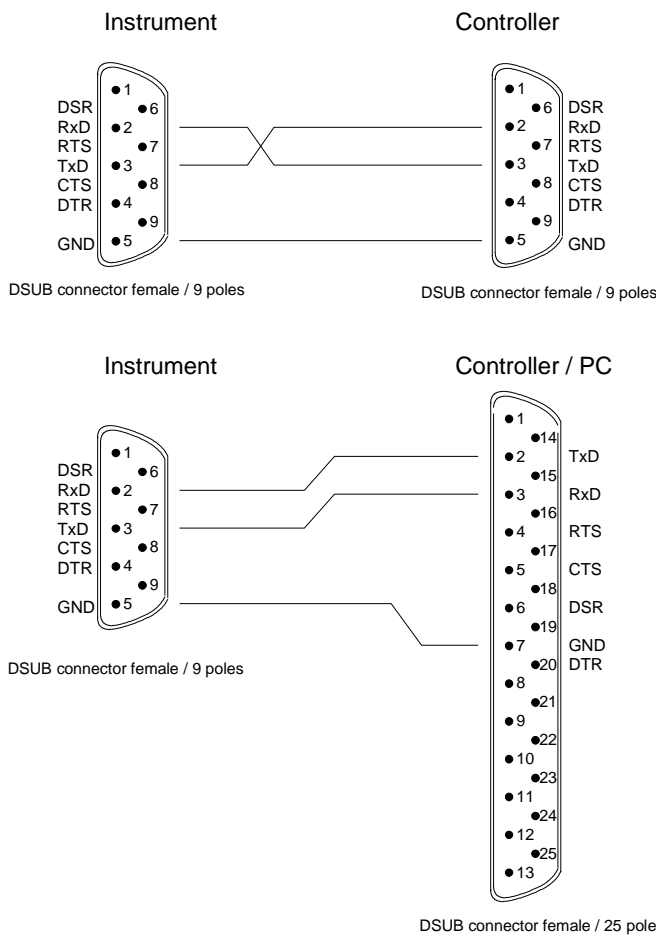 Instrument Controller
1 1
DSR 6 6 DSR
RxD 2 2 RxD
RTS 7 7 RTS
TxD 3 3 TxD
CTS 8 8 CTS
DTR 4 4 DTR
9 9
GND 5 5 GND
DSUB connector female / 9 poles DSUB connector female / 9 poles
Instrument Controller / PC
1
14
1 2 TxD
DSR 6 15
RxD 2 3 RxD
RTS 7 16
TxD 3 4 RTS
CTS 8 17
DTR 4 5 CTS
9 18
GND 5 6 DSR
19
7 GND
DSUB connector female / 9 poles 20 DTR
8
21
9
22
10
23
11
24
12
25
13
DSUB connector female / 25 pole